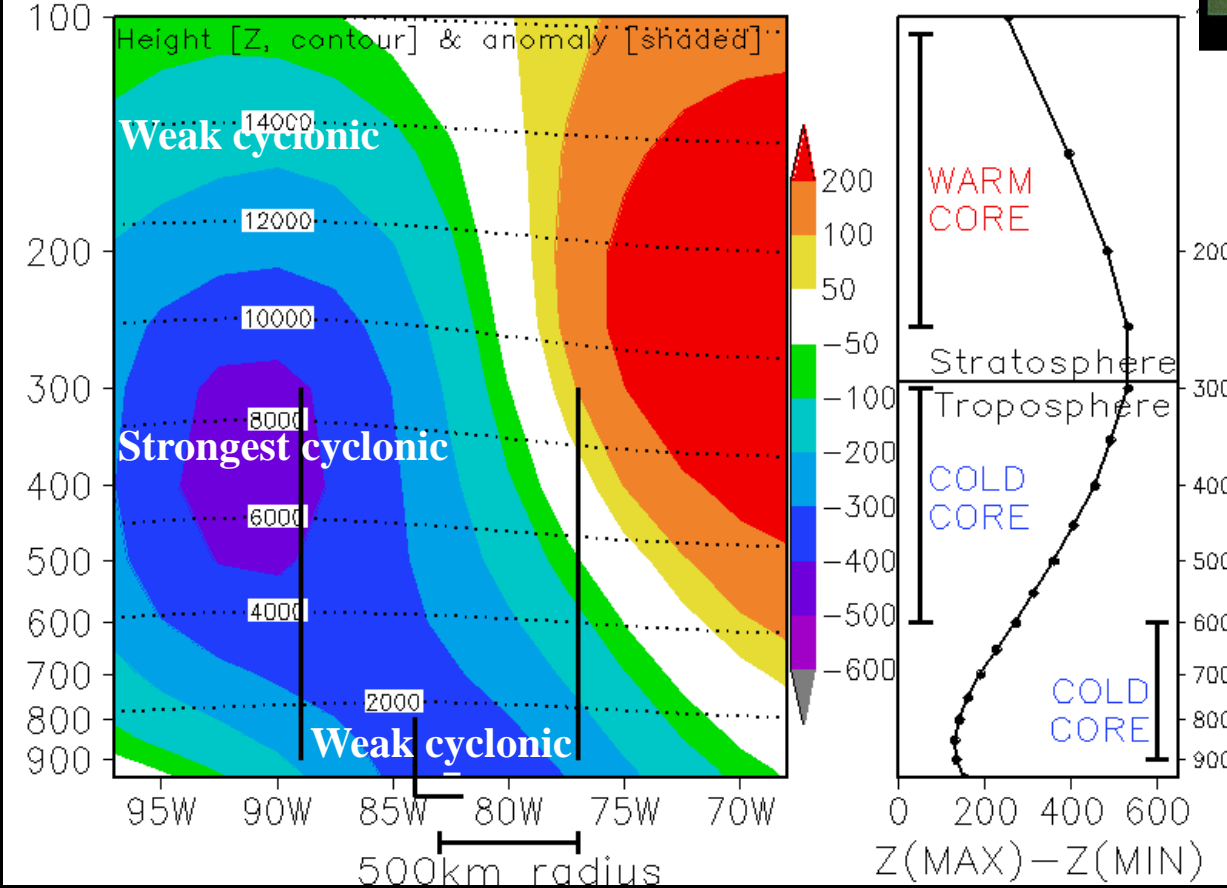 Height [Z, contour] & anomaly [shaded]
100
200
300
400
500
600
700
800
900
14000
Weak cyclonic
12000
10000
8000
Strongest cyclonic
6000
4000
2000
Weak cyclonic
95W 90W 85W 80W 75W 70W
500km radius
200
100
50
-50
-100
-200
-300
-400
-500
-600
WARM
CORE
Stratosphere
Troposphere
COLD
CORE
COLD
CORE
200
300
400
500
600
700
800
900
0 200 400 600
Z(MAX)-Z(MIN)